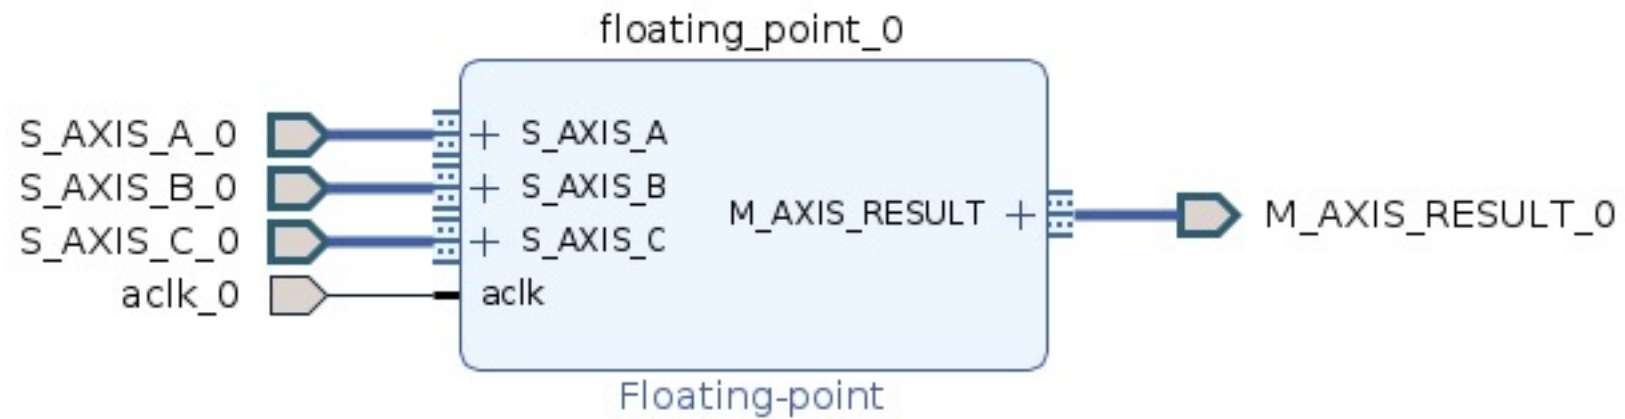 floating_point_0
S_AXIS_A_0
S_AXIS_A
S_AXIS_B_0
S_AXIS_B
M_AXIS_RESULT
M_AXIS_RESULT_0
S_AXIS_C_0
S_AXIS_C
aclk_0
aclk
Floating-point